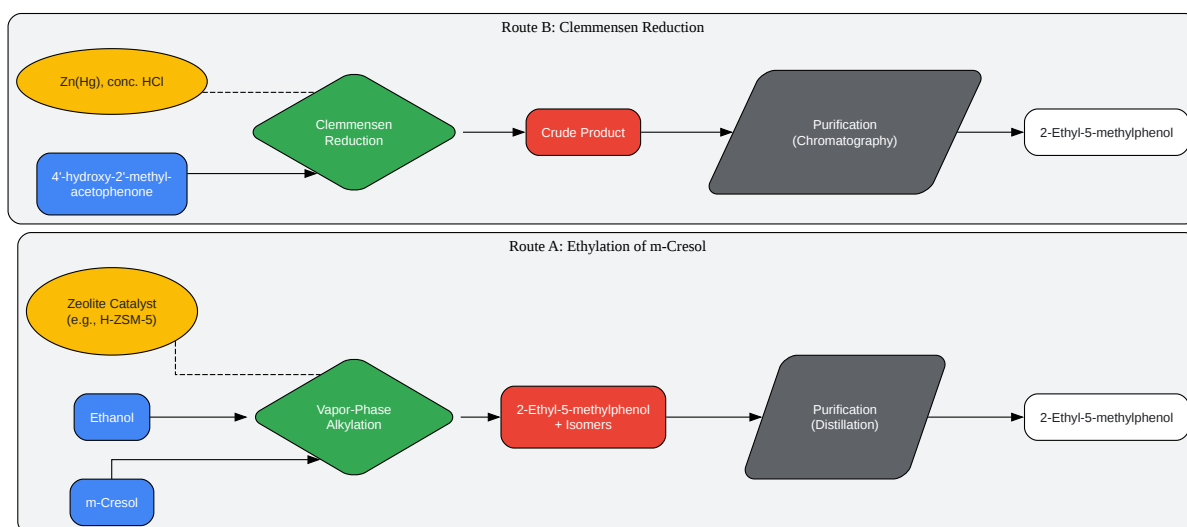 Route B: Clemmensen Reduction
Zn(Hg), conc. HCl
4'-hydroxy-2'-methyl-
acetophenone
Clemmensen
Reduction
Crude Product
Purification
(Chromatography)
2-Ethyl-5-methylphenol
Route A: Ethylation of m-Cresol
Zeolite Catalyst
(e.g., H-ZSM-5)
Ethanol
m-Cresol
Vapor-Phase
Alkylation
2-Ethyl-5-methylphenol
+ Isomers
Purification
(Distillation)
2-Ethyl-5-methylphenol